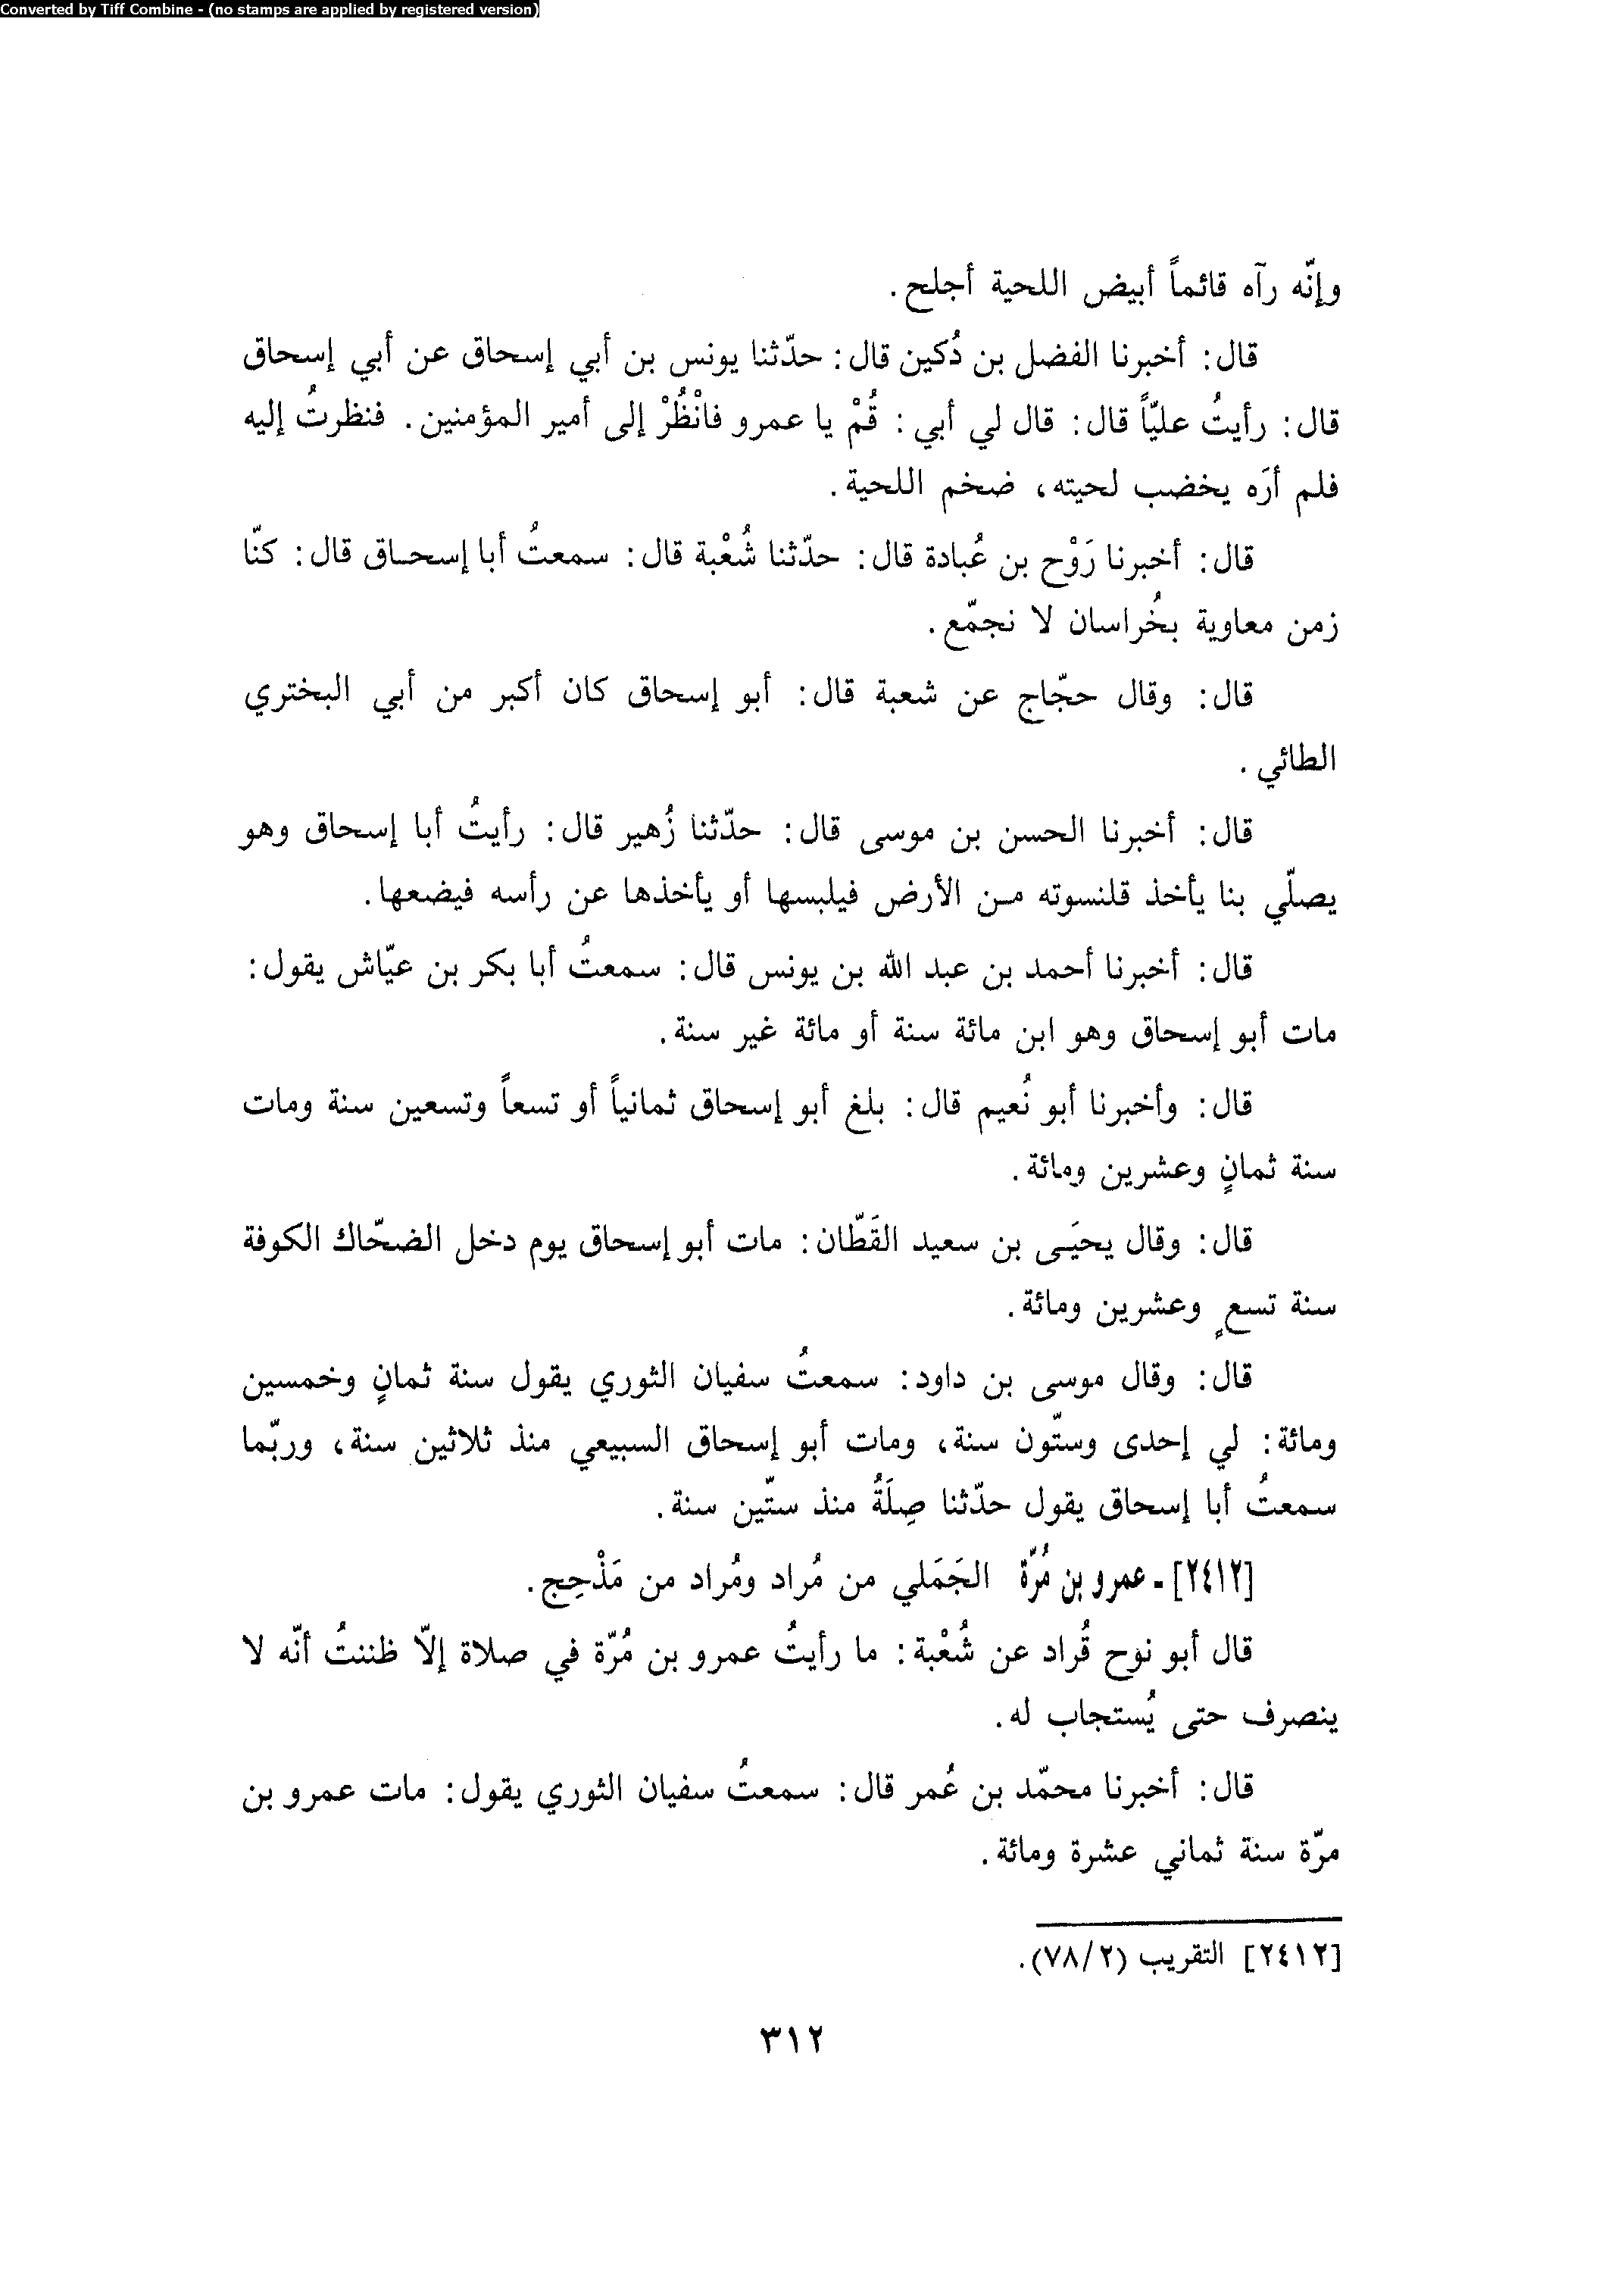 Converted by Tiff Combine - (no stamps are applied by registered version)
وإنّه رآه قائماً أبيض اللحية أجلح.
قال: أخبرنا الفضل بن دُكين قال: حدّثنا يونس بن أبي إسحاق عن أبي إسحاق
قال: رأيتُ عليّاً قال: قال لي أبي: قُمْ يا عمرو فانْظُرْ إلى أمير المؤمنين. فنظرتُ إليه
فلم أرَه يخضب لحيته، ضخم اللحية.
قال: أخبرنا رَوْح بن عُبادة قال: حدّثنا شُعْبة قال: سمعتُ أبا إسحاق قال: كنّا
زمن معاوية بخُراسان لا نجمّع.
قال: وقال حجّاج عن شعبة قال: أبو إسحاق كان أكبر من أبي البختري
الطائي.
قال: أخبرنا الحسن بن موسى قال: حدّثنا زُهير قال: رأيتُ أبا إسحاق وهو
يصلّي بنا يأخذ قلنسوته من الأرض فيلبسها أو يأخذها عن رأسه فيضعها.
قال: أخبرنا أحمد بن عبد الله بن يونس قال: سمعتُ أبا بكر بن عيّاش يقول:
مات أبو إسحاق وهو ابن مائة سنة أو مائة غير سنة.
قال: وأخبرنا أبو نُعيم قال: بلغ أبو إسحاق ثمانياً أو تسعاً وتسعين سنة ومات
سنة ثمانٍ وعشرين ومائة.
قال: وقال يحيَى بن سعيد القَطّان: مات أبو إسحاق يوم دخل الضحّاك الكوفة
سنة تسعٍ وعشرين ومائة.
قال: وقال موسى بن داود: سمعتُ سفيان الثوري يقول سنة ثمانٍ وخمسين
ومائة: لي إحدى وستّون سنة، ومات أبو إسحاق السبيعي منذ ثلاثين سنة، وربّما
سمعتُ أبا إسحاق يقول حدّثنا صِلَةُ منذ ستّين سنة.
[٢٤١٢] - عمرو بن مُرّة الجَمَلي من مُراد ومُراد من مَذْحِج.
قال أبو نوح قُراد عن شُعْبة: ما رأيتُ عمرو بن مُرّة في صلاة إلاّ ظننتُ أنّه لا
ينصرف حتى يُستجاب له.
قال: أخبرنا محمّد بن عُمر قال: سمعتُ سفيان الثوري يقول: مات عمرو بن
مرّة سنة ثماني عشرة ومائة.
[٢٤١٢] التقريب (٢/ ٧٨).
٣١٢